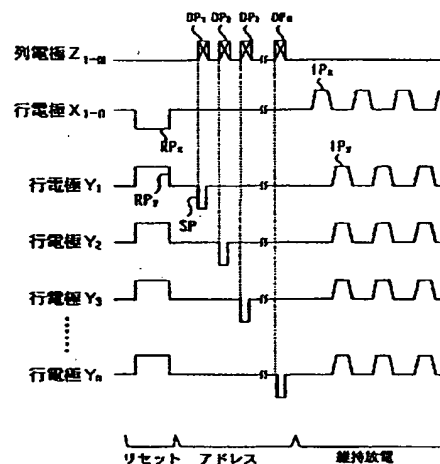 DP₁ DP₂ DP₃ DPₙ
列電極 Z₁₋ₘ
IPₓ
行電極 X₁₋ₙ
RPₓ
IPᵧ
行電極 Y₁
RPᵧ
SP
行電極 Y₂
行電極 Y₃
行電極 Yₙ
リセット アドレス 維持放電